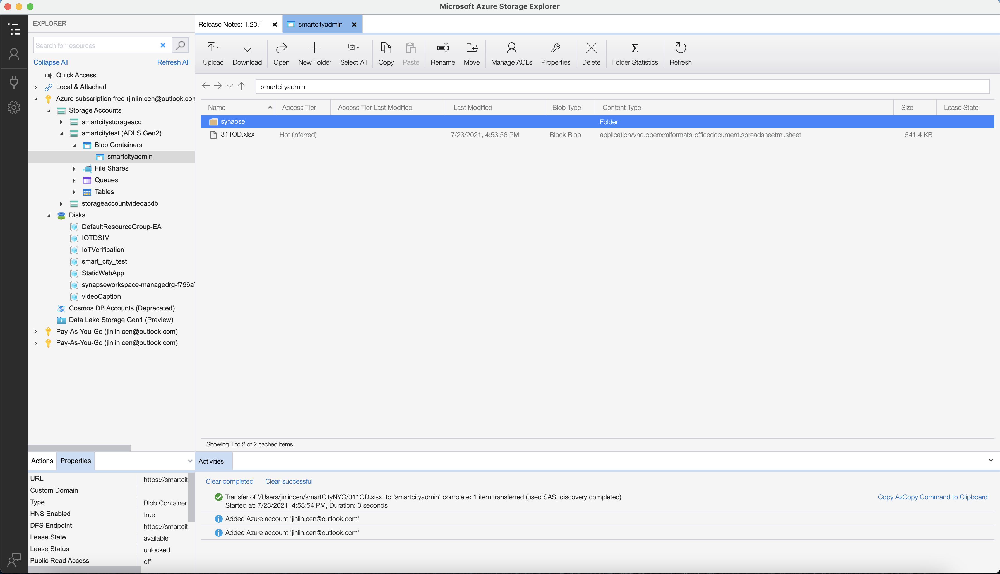 Microsoft Azure Storage Explorer
EXPLORER
Search for resources
Collapse All
Refresh All
Quick Access
Local & Attached
Azure subscription free (jinlin.cen@outlook.com
Storage Accounts
smartcitystorageacc
smartcitytest (ADLS Gen2)
Blob Containers
smartcityadmin
File Shares
Queues
Tables
storageaccountvideoacdb
Disks
DefaultResourceGroup-EA
IOTDSIM
IoTVerification
smart_city_test
StaticWebApp
synapseworkspace-managedrg-f796a7
videoCaption
Cosmos DB Accounts (Deprecated)
Data Lake Storage Gen1 (Preview)
Pay-As-You-Go (jinlin.cen@outlook.com)
Pay-As-You-Go (jinlin.cen@outlook.com)
Actions
Properties
URL https://smartcit
Custom Domain
Type Blob Container
HNS Enabled true
DFS Endpoint https://smartcit
Lease State available
Lease Status unlocked
Public Read Access off
Release Notes: 1.20.1
smartcityadmin
Upload
Download
Open
New Folder
Select All
Copy
Paste
Rename
Move
Manage ACLs
Properties
Delete
Folder Statistics
Refresh
smartcityadmin
Name Access Tier Access Tier Last Modified Last Modified Blob Type Content Type Size Lease State
synapse Folder
311OD.xlsx Hot (inferred) 7/23/2021, 4:53:56 PM Block Blob application/vnd.openxmlformats-officedocument.spreadsheetml.sheet 541.4 KB
Showing 1 to 2 of 2 cached items
Activities
Clear completed
Clear successful
Transfer of '/Users/jinlincen/smartCityNYC/311OD.xlsx' to 'smartcityadmin' complete: 1 item transferred (used SAS, discovery completed)
Started at: 7/23/2021, 4:53:54 PM, Duration: 3 seconds
Copy AzCopy Command to Clipboard
Added Azure account 'jinlin.cen@outlook.com'
Added Azure account 'jinlin.cen@outlook.com'